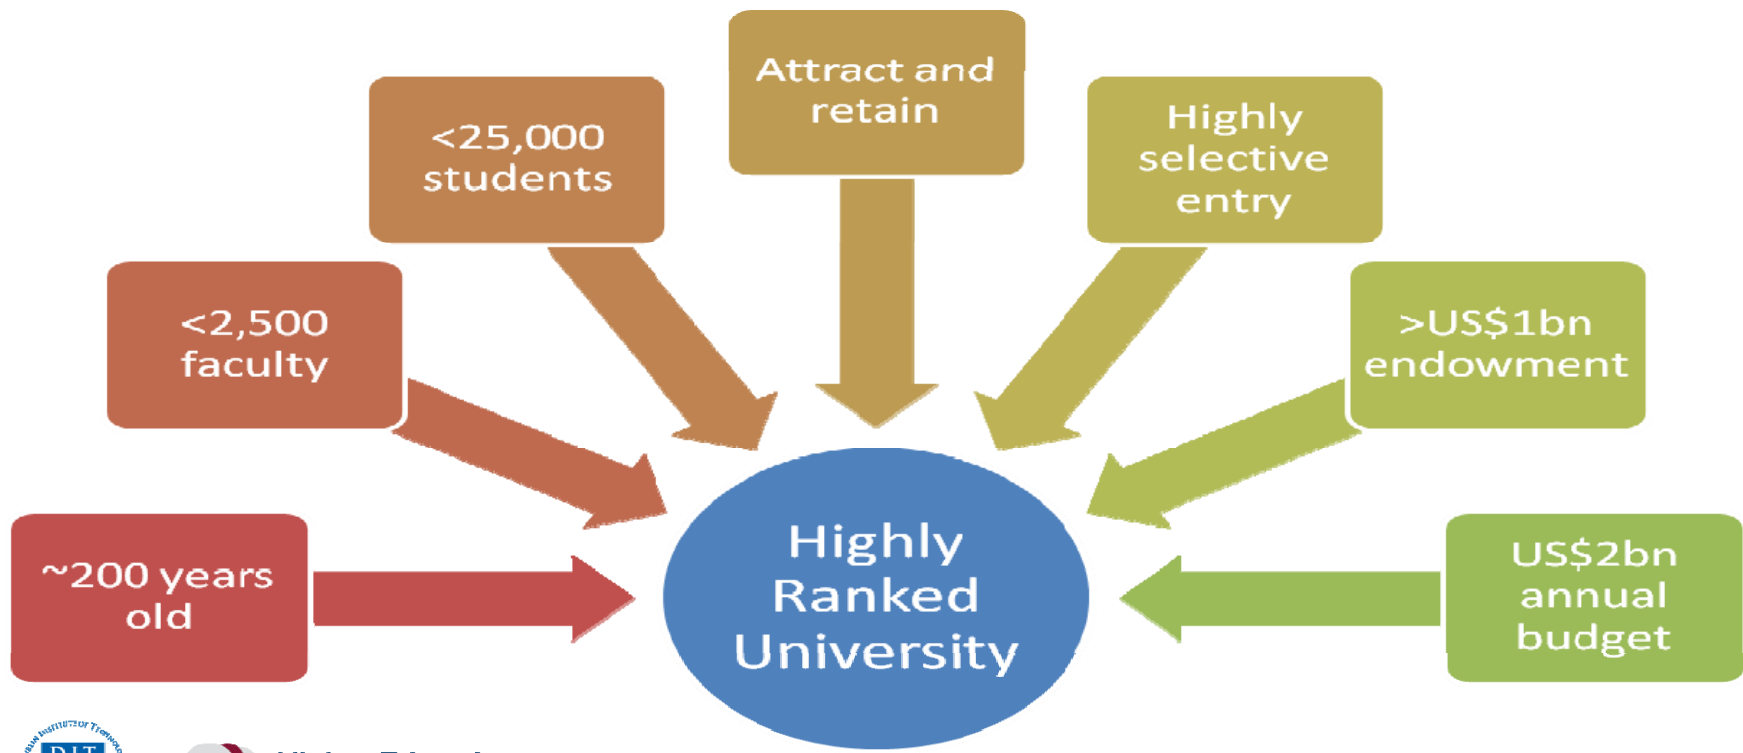 Attract and
retain
<25,000
students
Highly
selective
entry
<2,500
faculty
>US$1bn
endowment
~200 years
old
Highly
Ranked
University
US$2bn
annual
budget
DIT